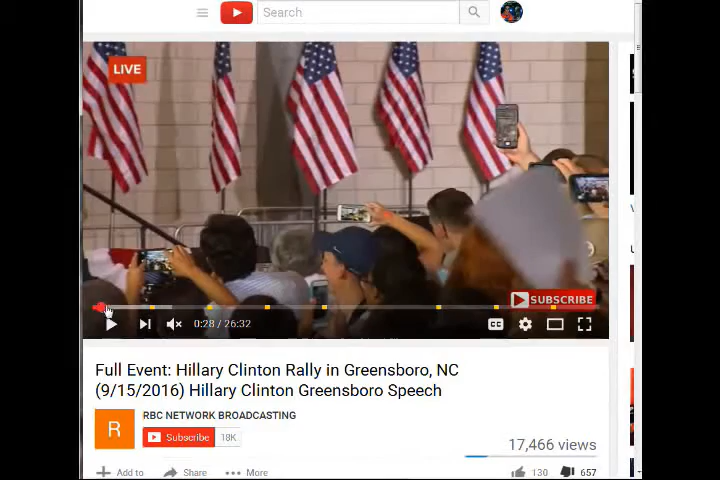 Search
LIVE
SUBSCRIBE
0:28 / 26:32
CC
Full Event: Hillary Clinton Rally in Greensboro, NC
(9/15/2016) Hillary Clinton Greensboro Speech
R
RBC NETWORK BROADCASTING
Subscribe 18K
17,466 views
Add to Share More 130 657